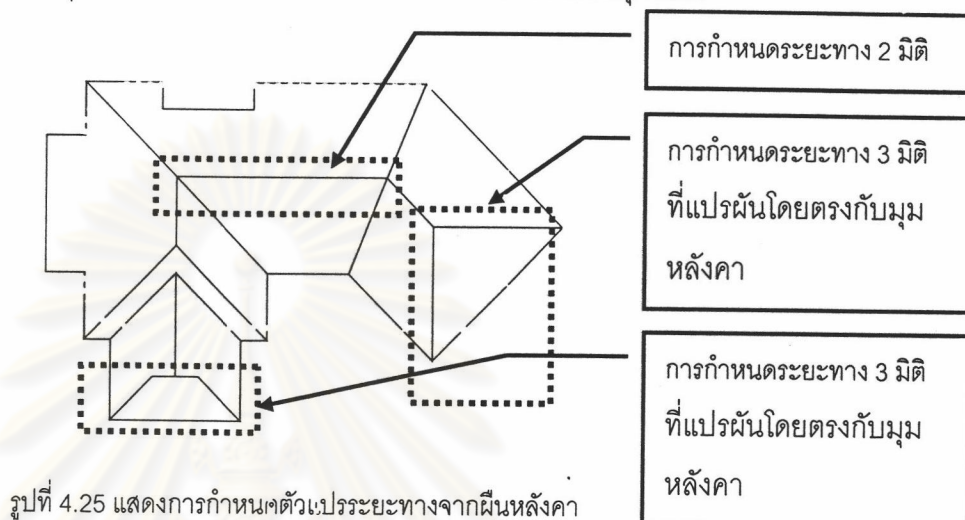 การกำหนดระยะทาง 2 มิติ
การกำหนดระยะทาง 3 มิติ
ที่แปรผันโดยตรงกับมุม
หลังคา
การกำหนดระยะทาง 3 มิติ
ที่แปรผันโดยตรงกับมุม
หลังคา
รูปที่ 4.25 แสดงการกำหนดตัวแปรระยะทางจากผืนหลังคา